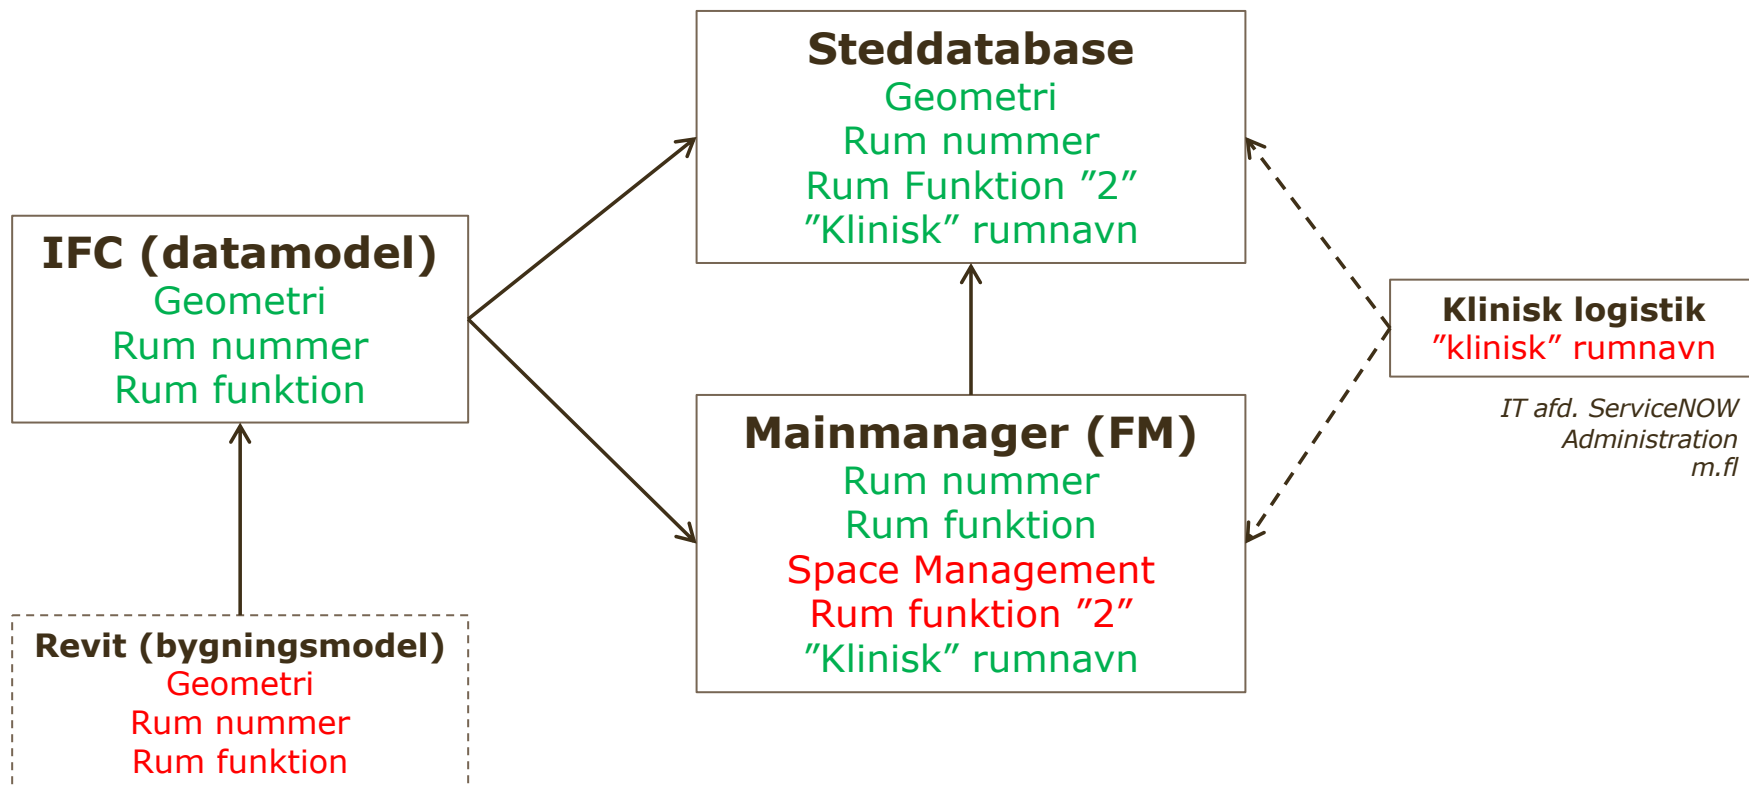 Steddatabase
Geometri
Rum nummer
Rum Funktion ”2”
”Klinisk” rumnavn
IFC (datamodel)
Geometri
Rum nummer
Rum funktion
Klinisk logistik
”klinisk” rumnavn
IT afd. ServiceNOW
Administration
m.fl
Mainmanager (FM)
Rum nummer
Rum funktion
Space Management
Rum funktion ”2”
”Klinisk” rumnavn
Revit (bygningsmodel)
Geometri
Rum nummer
Rum funktion